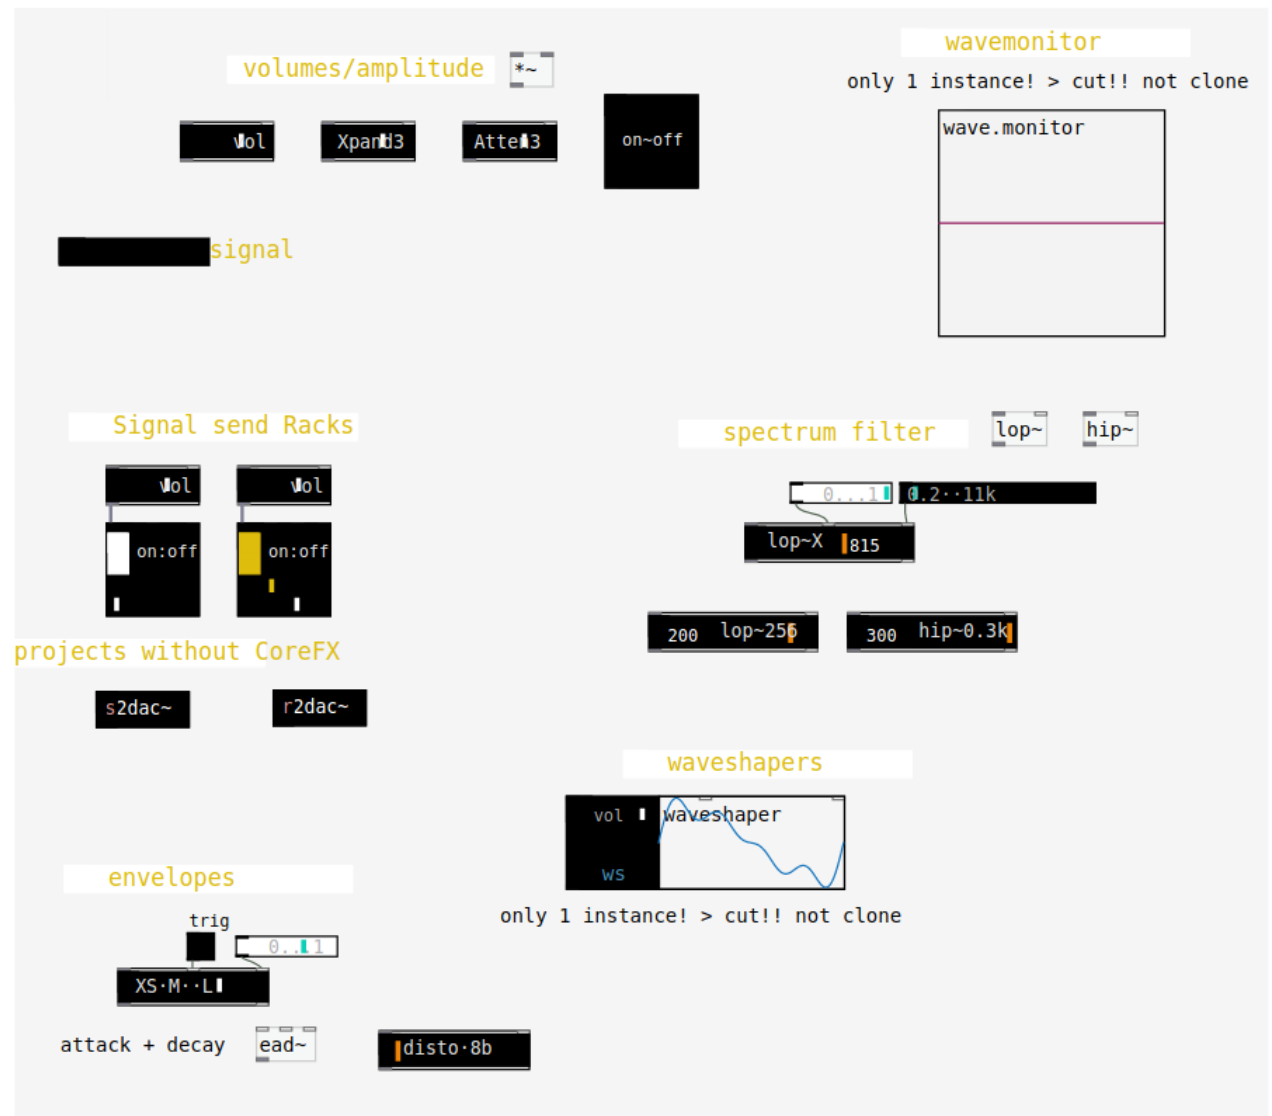 wavemonitor
volumes/amplitude *~
only 1 instance! > cut!! not clone
vol Xpand3 Atten3 on~off
wave.monitor
signal
Signal send Racks
spectrum filter lop~ hip~
vol vol
0...1 0.2··11k
on:off on:off
lop~X 815
200 lop~256 300 hip~0.3k
projects without CoreFX
s2dac~ r2dac~
waveshapers
vol waveshaper
ws
envelopes
only 1 instance! > cut!! not clone
trig
0...1
XS·M··L
attack + decay ead~ disto·8b